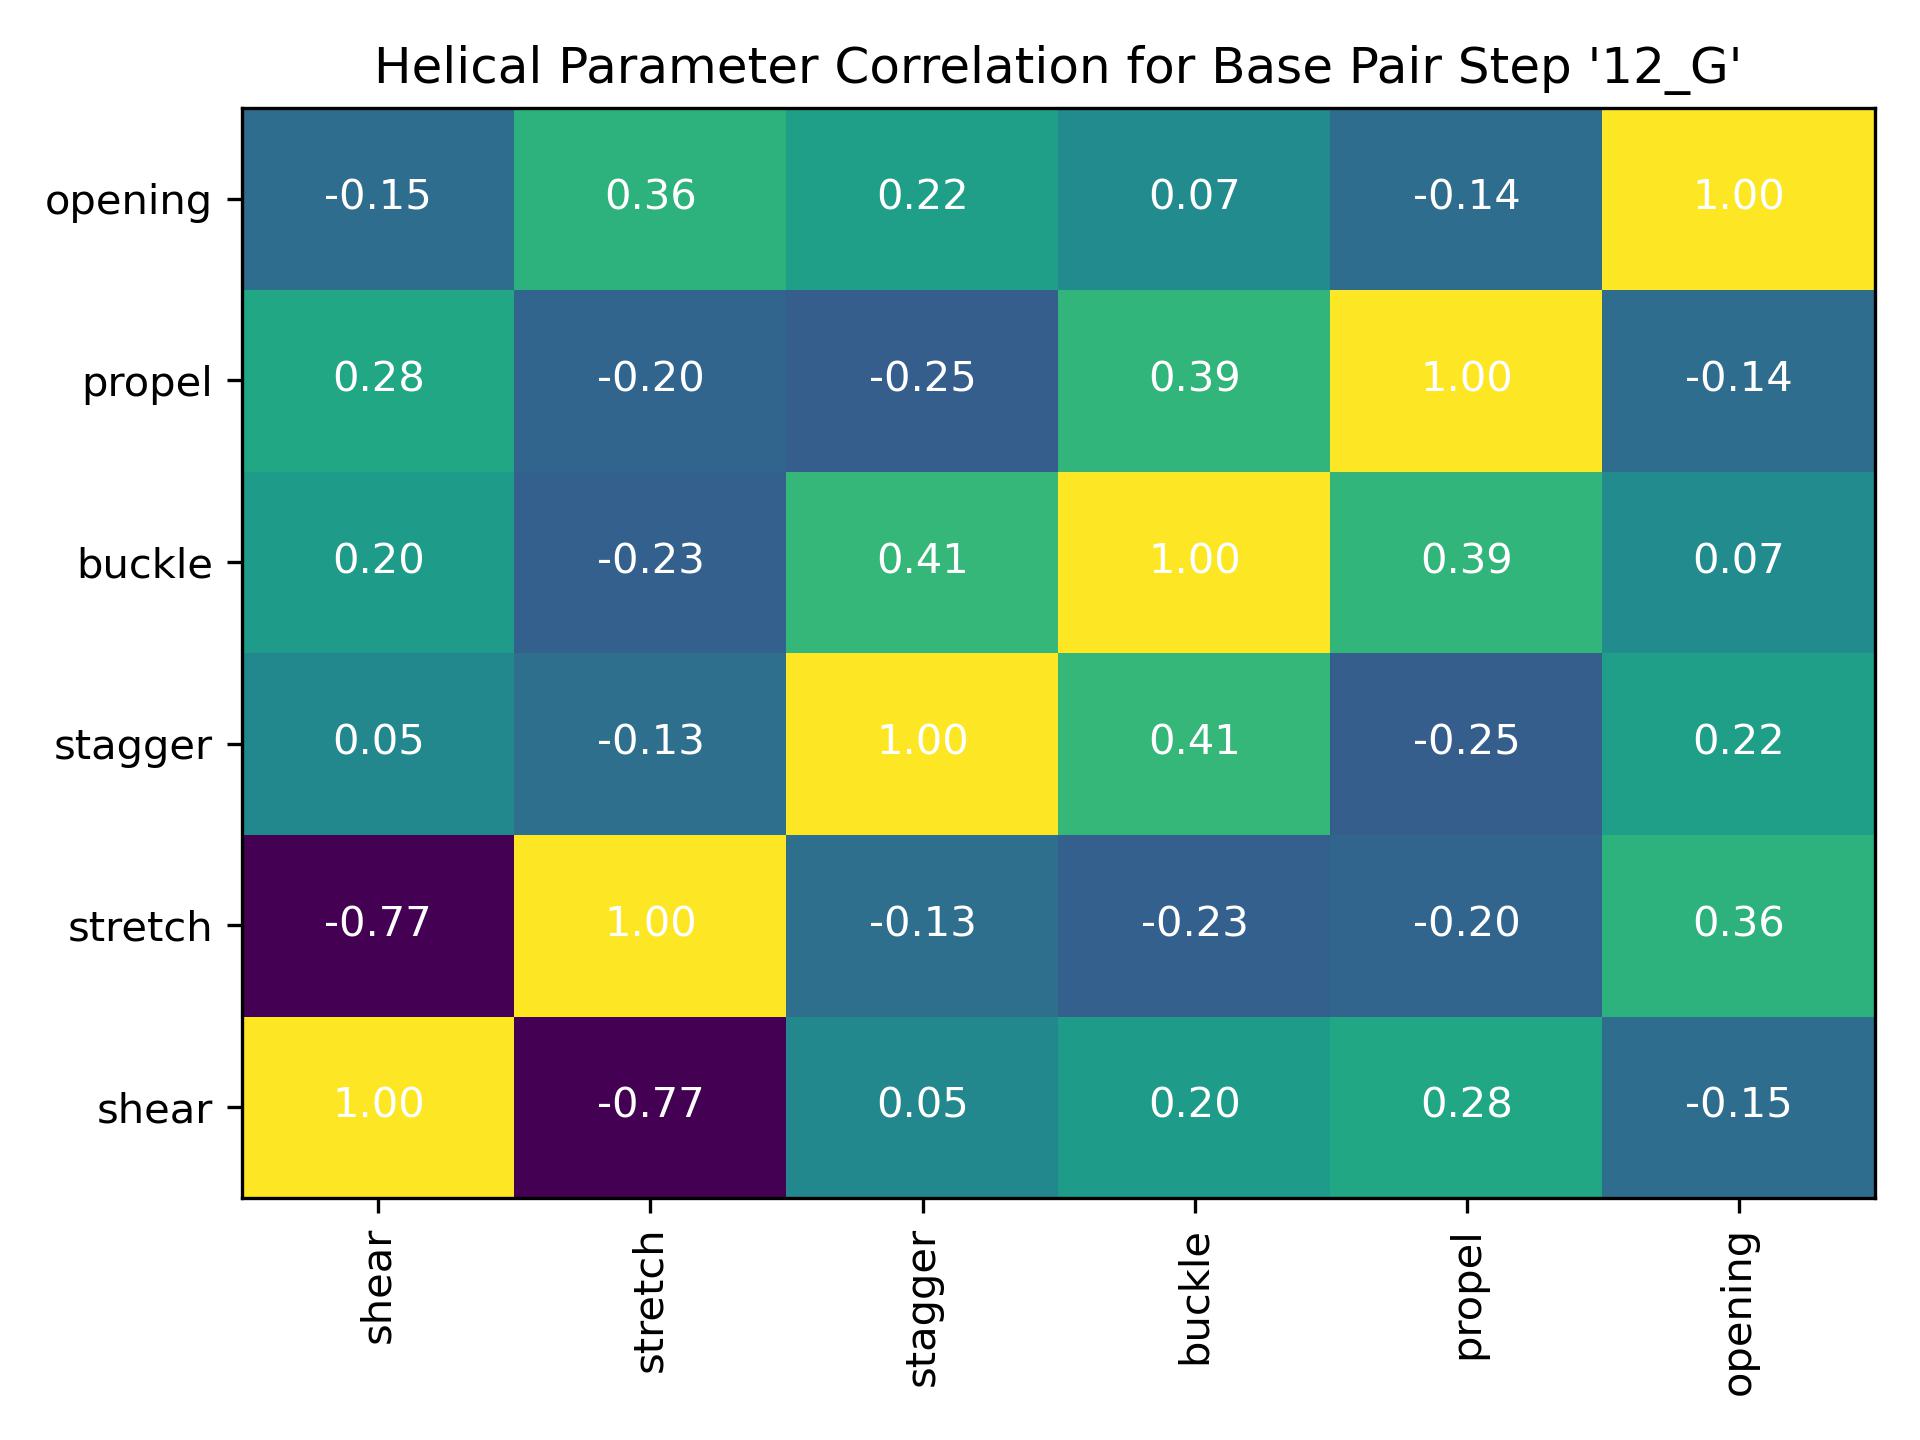 Helical Parameter Correlation for Base Pair Step '12_G'
opening -0.15 0.36 0.22 0.07 -0.14 1.00
propel 0.28 -0.20 -0.25 0.39 1.00 -0.14
buckle 0.20 -0.23 0.41 1.00 0.39 0.07
stagger 0.05 -0.13 1.00 0.41 -0.25 0.22
stretch -0.77 1.00 -0.13 -0.23 -0.20 0.36
shear 1.00 -0.77 0.05 0.20 0.28 -0.15
shear stretch stagger buckle propel opening